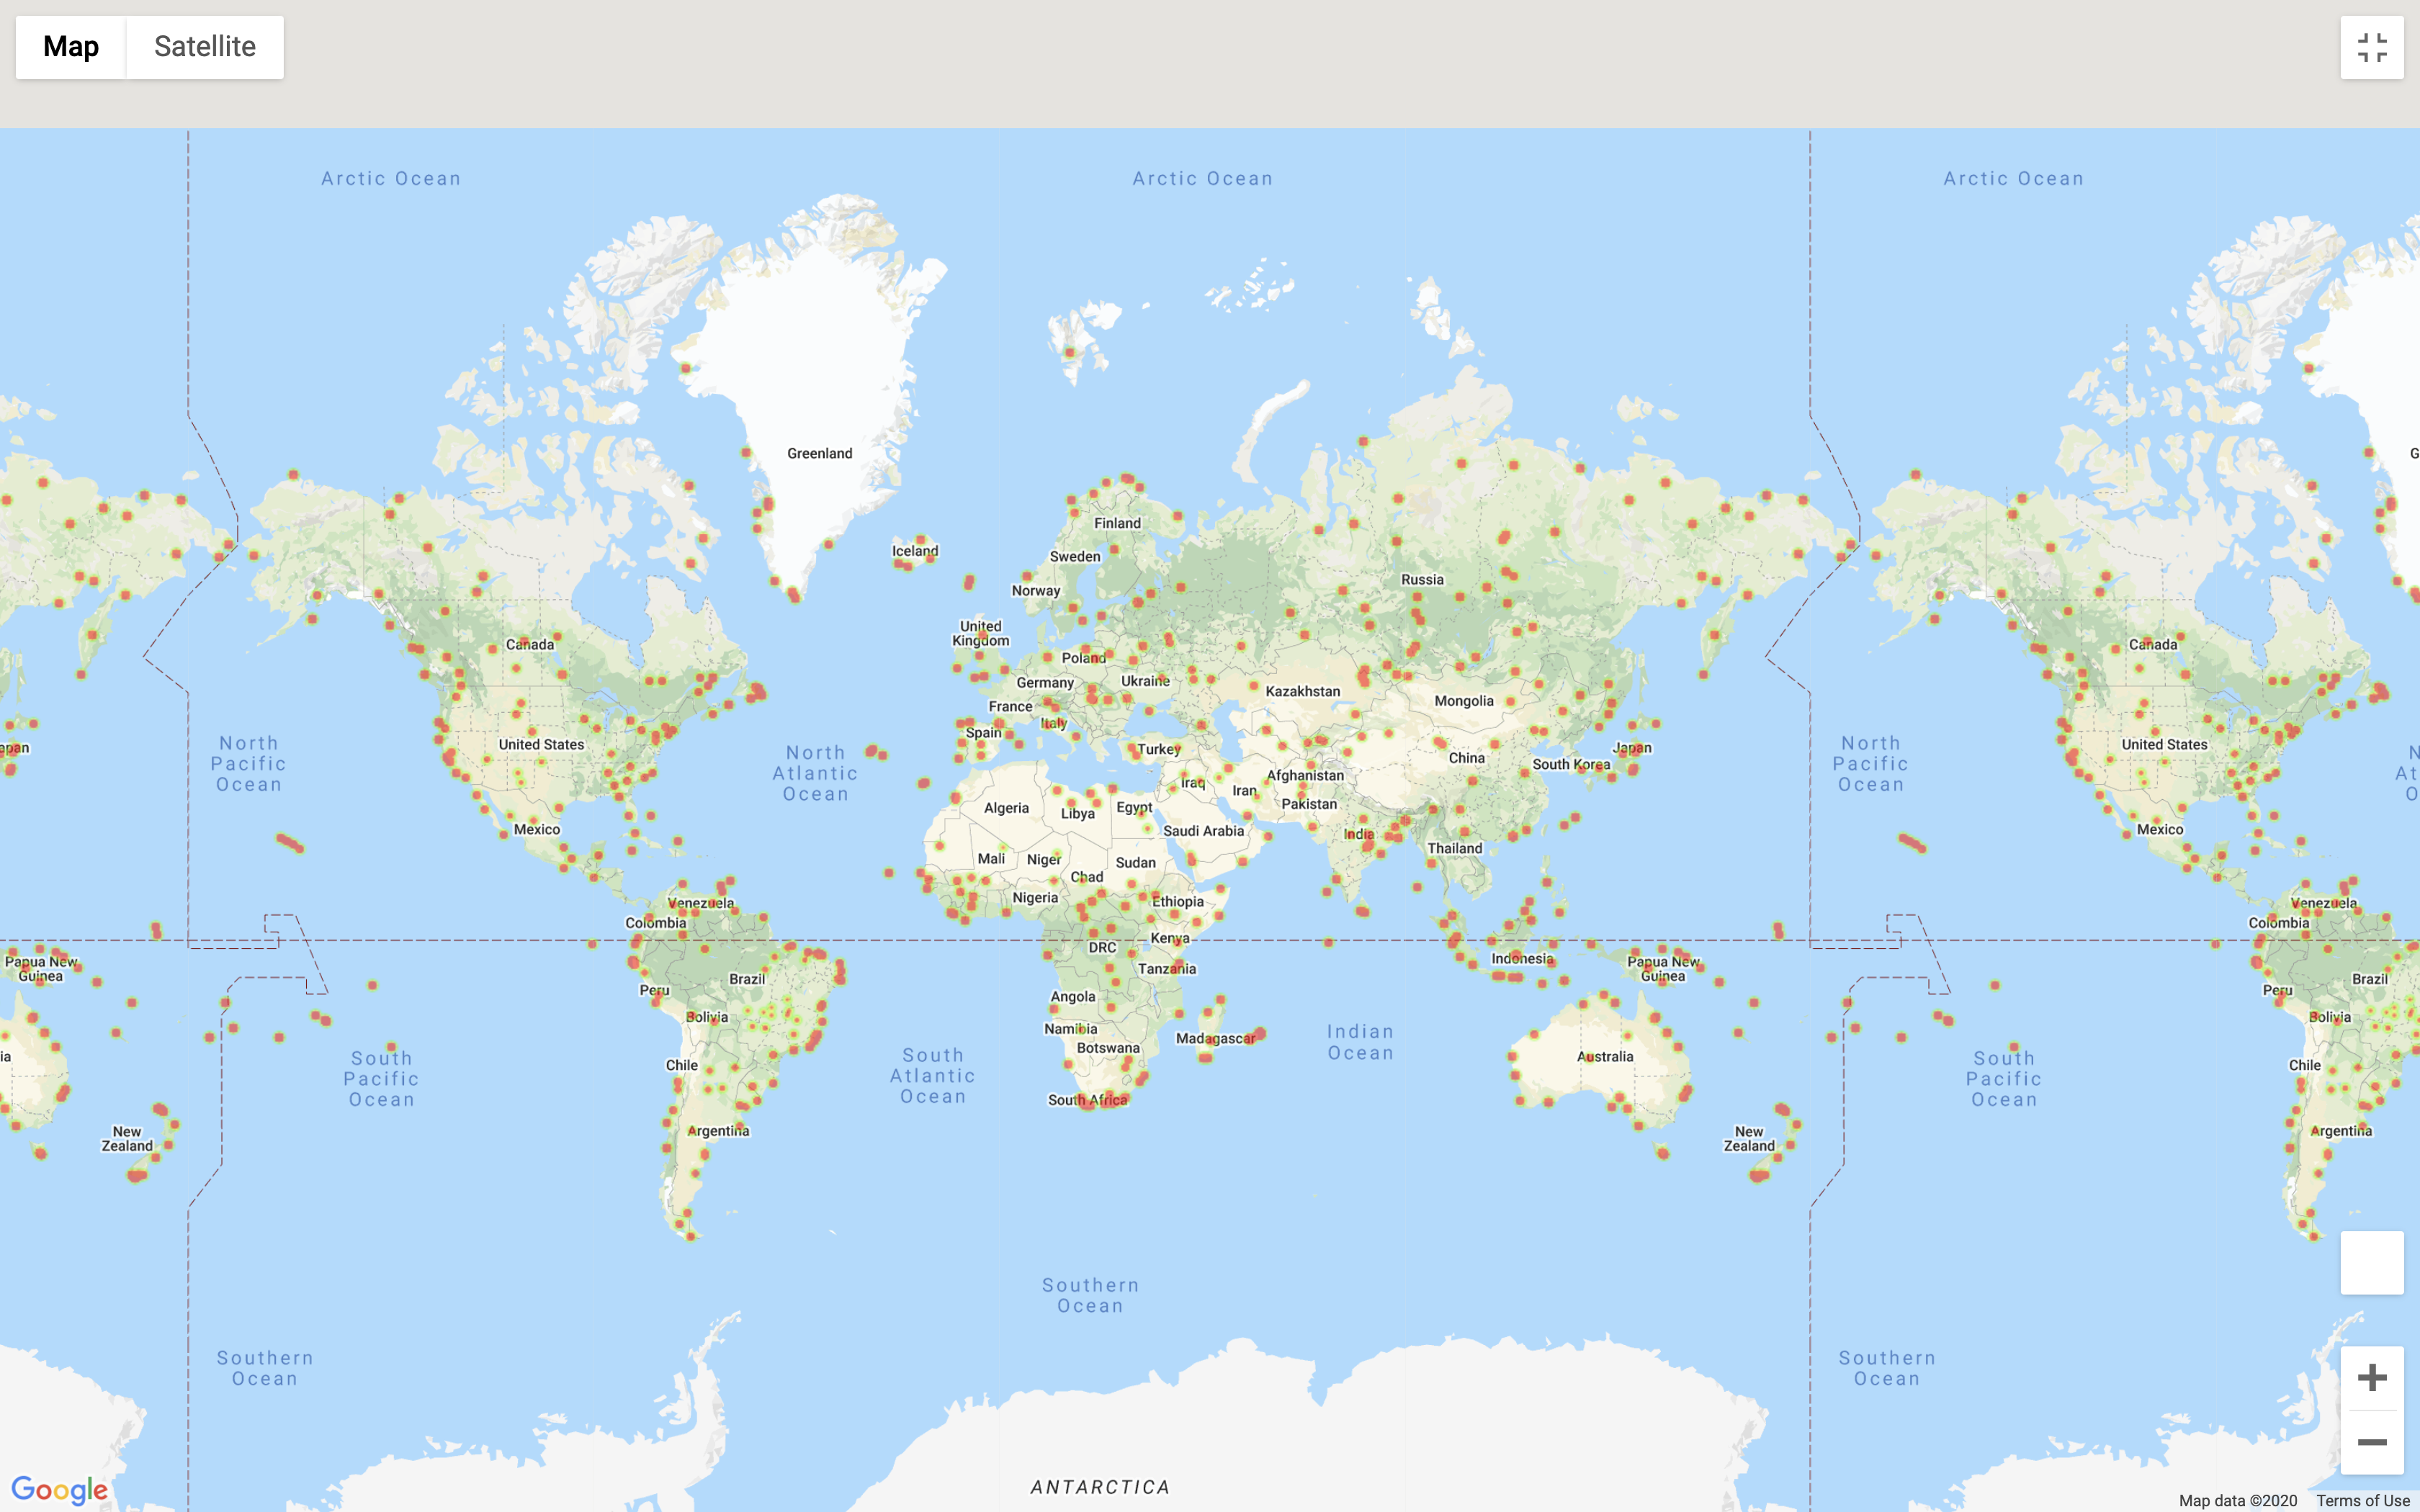 Map
Satellite
Arctic Ocean
Arctic Ocean
Arctic Ocean
Greenland
G
Finland
Iceland
Sweden
Russia
Norway
United
Kingdom
Canada
Canada
Poland
Germany
Ukraine
Kazakhstan
Mongolia
France
Italy
Spain
apan
North
Pacific
Ocean
United States
North
Atlantic
Ocean
Turkey
China
Japan
South Korea
North
Pacific
Ocean
United States
N
At
O
Afghanistan
Iraq
Iran
Pakistan
Algeria
Libya
Egypt
Saudi Arabia
India
Mexico
Mexico
Thailand
Mali
Niger
Sudan
Chad
Nigeria
Ethiopia
Venezuela
Colombia
Venezuela
Colombia
DRC
Kenya
Papua New
Guinea
Brazil
Tanzania
Indonesia
Papua New
Guinea
Brazil
Peru
Peru
Angola
Bolivia
Bolivia
Namibia
Madagascar
Indian
Ocean
Botswana
ia
Australia
Chile
Chile
South
Pacific
Ocean
South
Atlantic
Ocean
South
Pacific
Ocean
South Africa
New
Zealand
Argentina
New
Zealand
Argentina
Southern
Ocean
Southern
Ocean
Southern
Ocean
ANTARCTICA
Google
Map data ©2020
Terms of Use